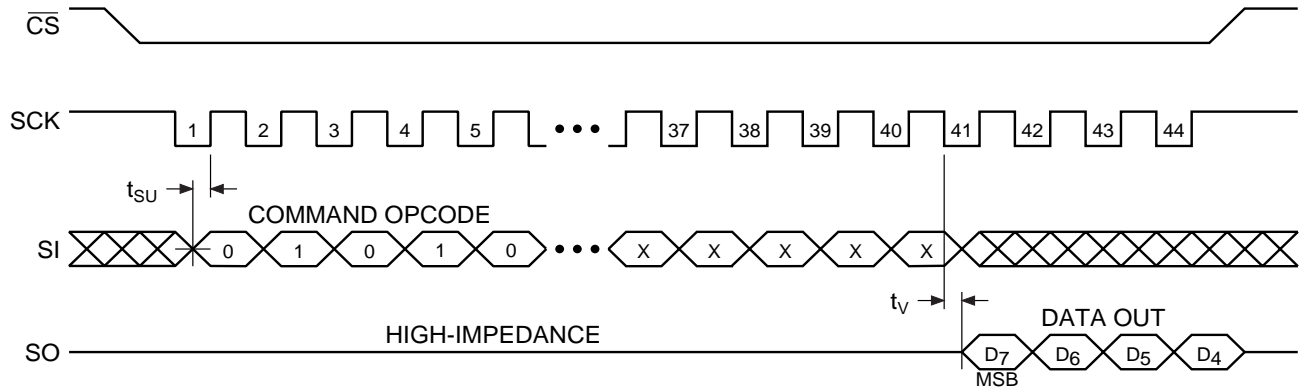 CS
SCK
1 2 3 4 5 ••• 37 38 39 40 41 42 43 44
tSU
COMMAND OPCODE
SI
0 1 0 1 0 ••• X X X X X
tV
HIGH-IMPEDANCE
DATA OUT
SO
D7 D6 D5 D4
MSB